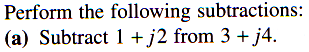 Perform the following subtractions:
(a) Subtract 1 + j2 from 3 + j4.